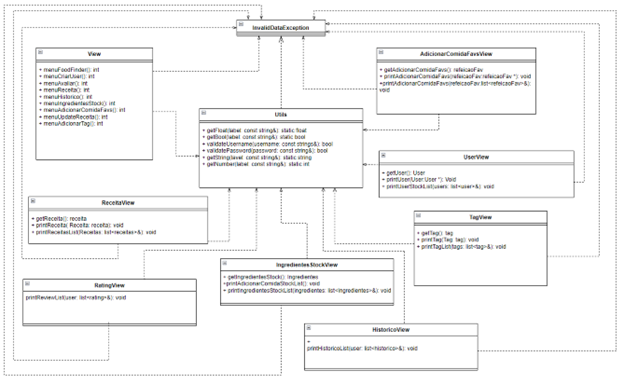 InvalidDataException
View
+ menuFoodFinder(): int
+ menuCriarUser(): int
+ menuAvaliar(): int
+ menuReceita(): int
+ menuHistorico(): int
+ menuIngredientesStock(): int
+ menuAdicionarComidaFavs(): int
+ menuUpdateReceita(): int
+ menuAdicionarTag(): int
AdicionarComidaFavsView
+ getAdicionarComidaFavs(): refeicaoFav
+ printAdicionarComidaFavs(refeicaoFav:refeicaoFav *): void
+printAdicionarComidaFavs(refeicaoFav:list<refeicaoFav>&):
void
Utils
+ getFloat(label: const string&): static float
+ getBool(label: const string&): static bool
+ validateUsername(username: const strings&): bool
+ validatePassword(password: const string&): bool
+ getString(label: const string&): static string
+ getNumber(label: const string&): static int
UserView
+ getUser(): User
+ printUser(User:User *): Void
+ printUserStockList(users: list<user>&): void
ReceitaView
+ getReceita(): receita
+ printReceita( Receita: receita): void
+ printReceitasList(Receitas: list<receitas>&): void
TagView
+ getTag(): tag
+ printTag(Tag: tag): void
+ printTagList(tags: list<tag>&): void
IngredientesStockView
+ getIngredientesStock(): Ingredientes
+printAdicionarComidaStockList(): void
+ printIngredientesStockList(ingredientes: list<ingredientes>&): void
RatingView
printReviewList(user: list<rating>&): void
HistoricoView
+
printHistoricoList(user: list<historico>&): void